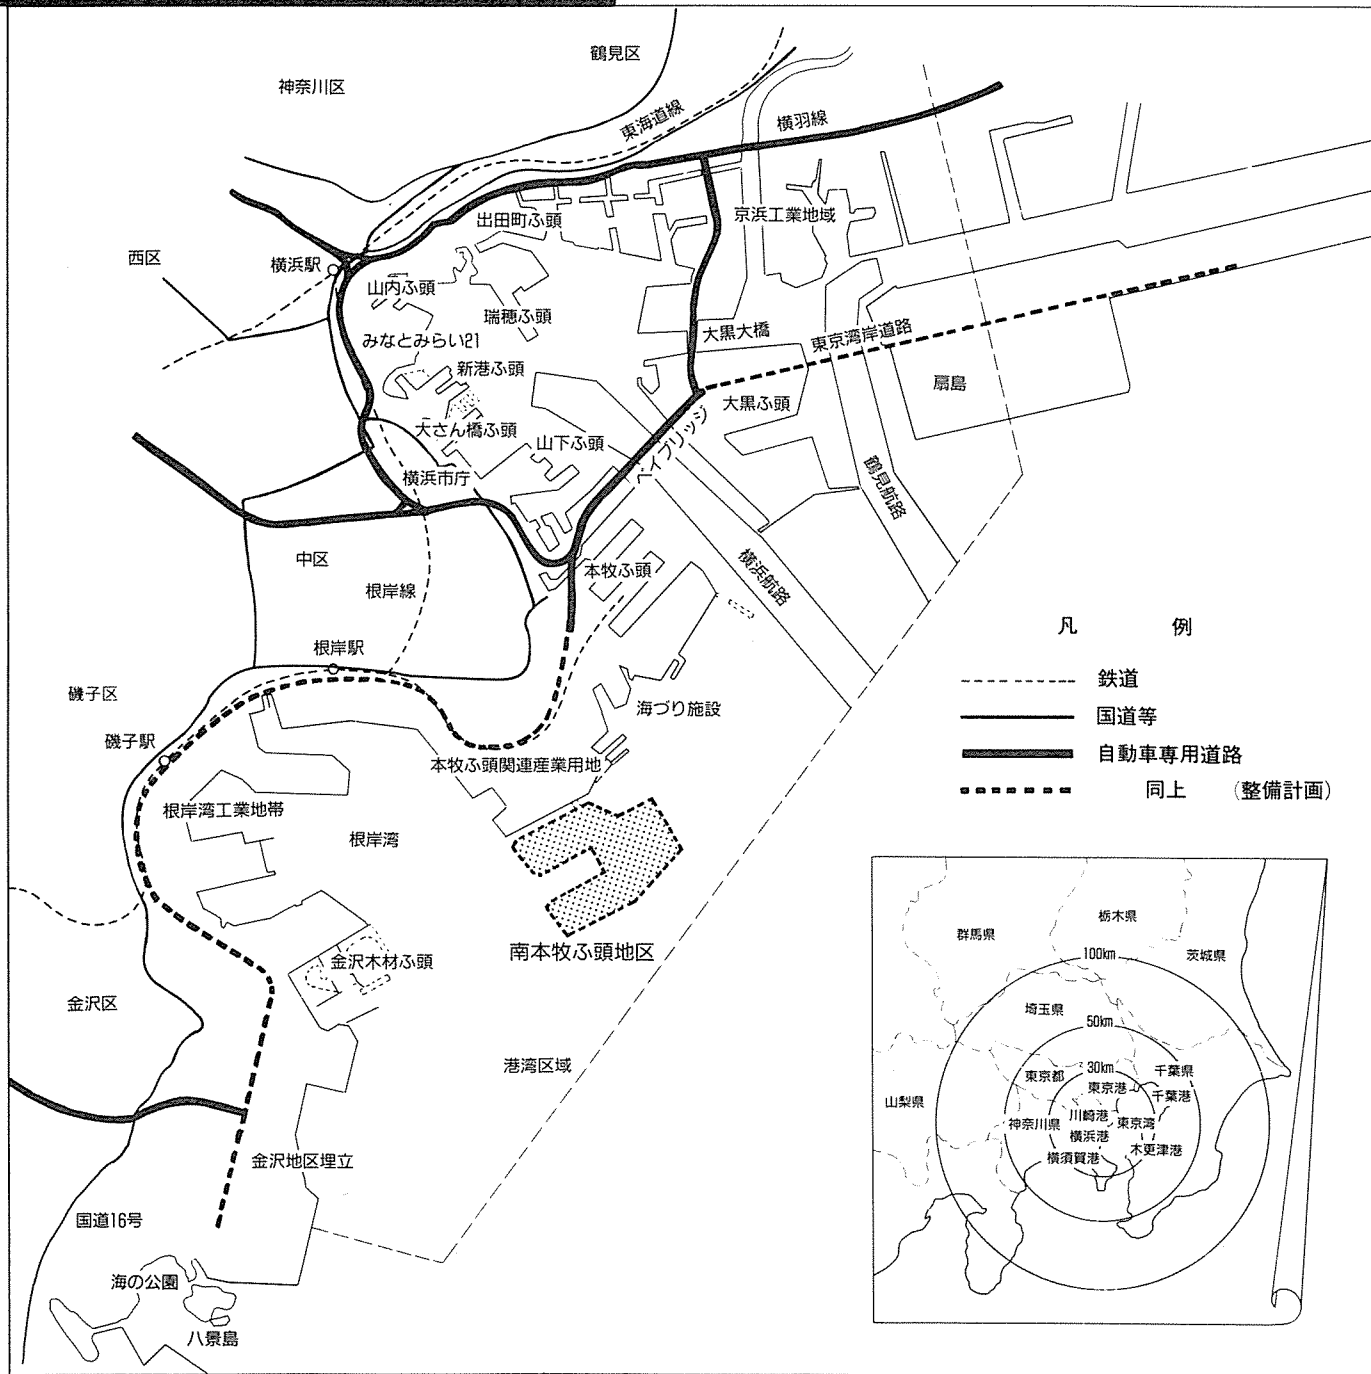 鶴見区
神奈川区
東海道線
横羽線
出田町ふ頭
京浜工業地域
西区
横浜駅
山内ふ頭
瑞穂ふ頭
みなとみらい21
大黒大橋
東京湾岸道路
新港ふ頭
扇島
大黒ふ頭
大さん橋ふ頭
山下ふ頭
ベイブリッジ
横浜市庁
鶴見航路
中区
本牧ふ頭
横浜航路
根岸線
根岸駅
磯子区
海づり施設
磯子駅
本牧ふ頭関連産業用地
根岸湾工業地帯
根岸湾
南本牧ふ頭地区
金沢木材ふ頭
金沢区
港湾区域
金沢地区埋立
国道16号
海の公園
八景島
凡 例
鉄道
国道等
自動車専用道路
同上 (整備計画)
栃木県
群馬県
茨城県
100km
埼玉県
50km
30km
東京都
千葉県
東京港
千葉港
山梨県
川崎港
神奈川県
東京湾
横浜港
横須賀港
木更津港